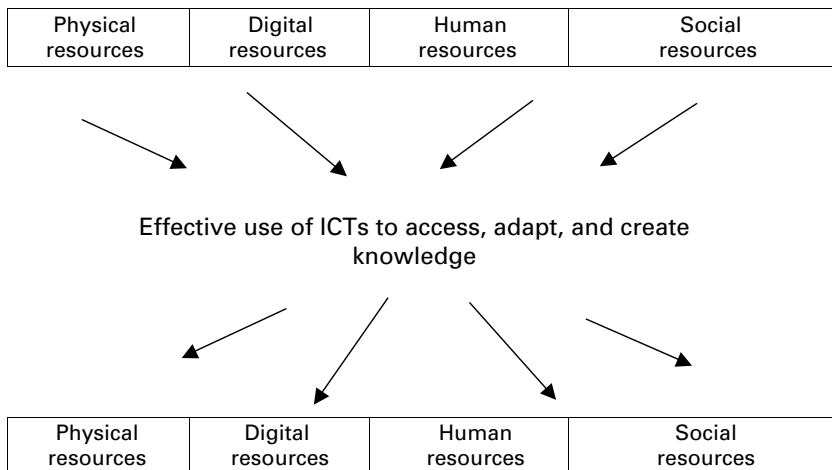 Physical
resources
Digital
resources
Human
resources
Social
resources
Effective use of ICTs to access, adapt, and create
knowledge
Physical
resources
Digital
resources
Human
resources
Social
resources